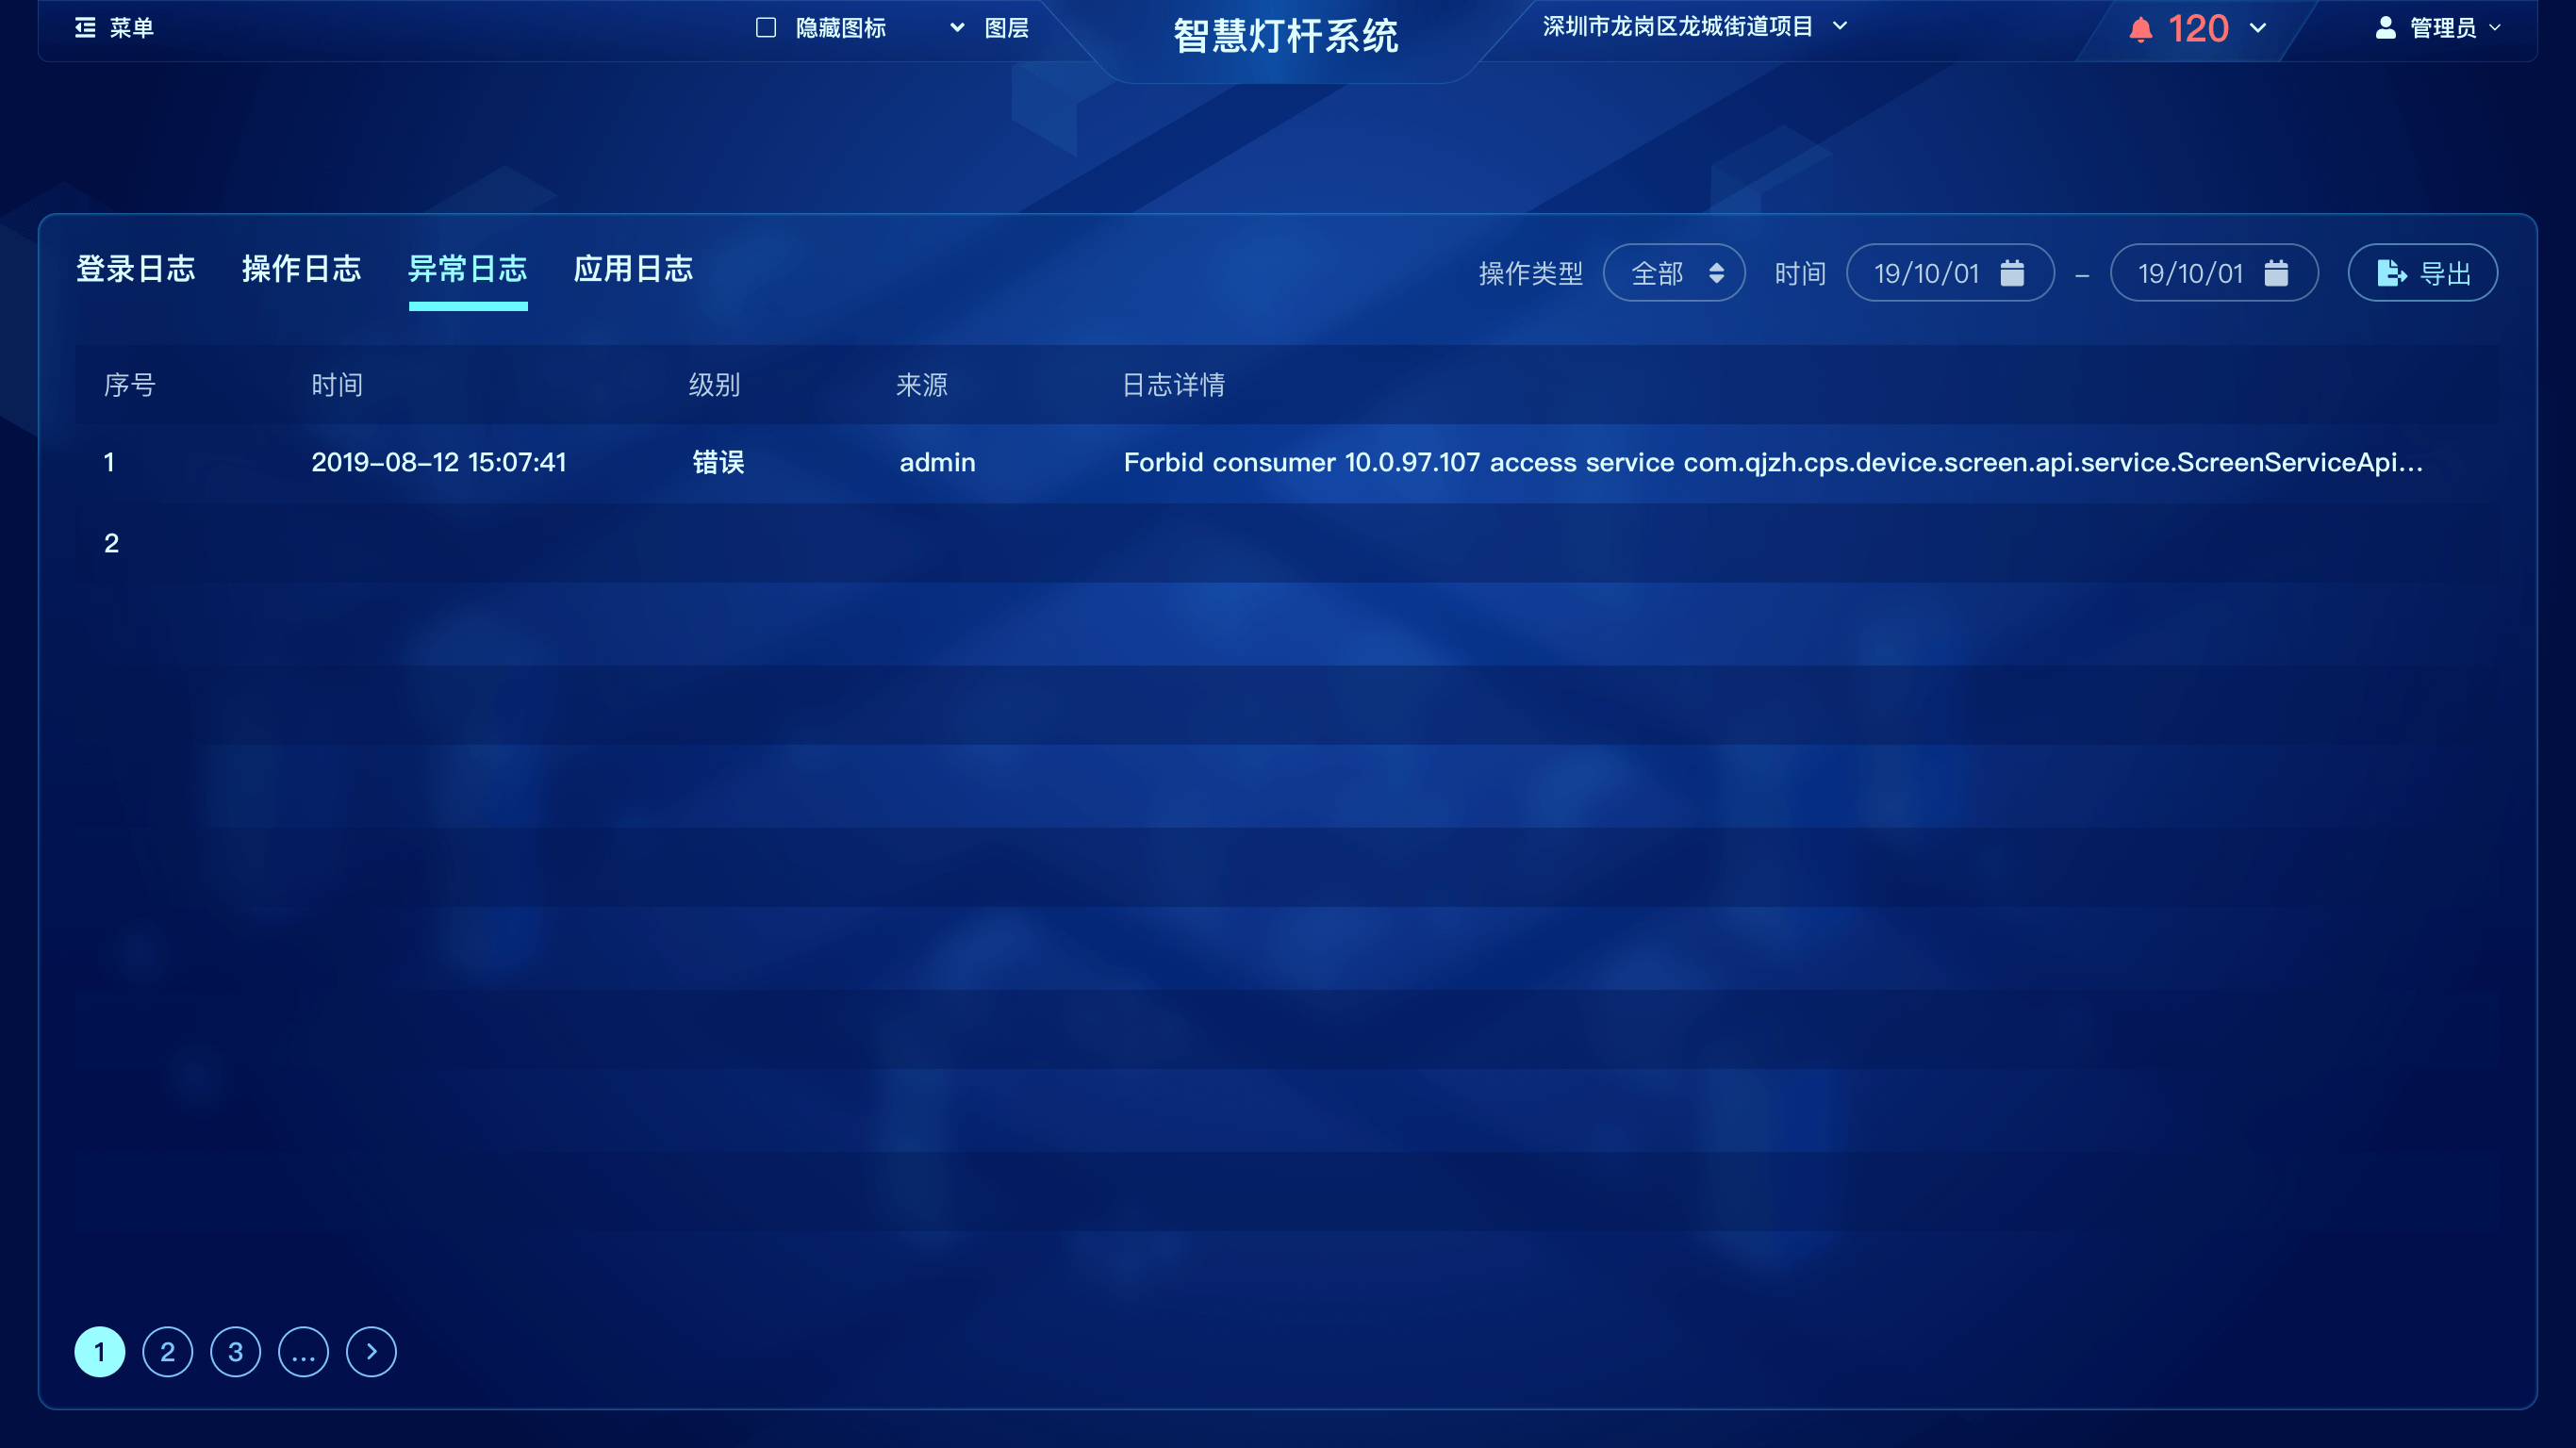 菜单
隐藏图标
图层
智慧灯杆系统
深圳市龙岗区龙城街道项目
120
管理员
登录日志 操作日志 异常日志 应用日志
操作类型 全部 时间 19/10/01 – 19/10/01 导出
序号 时间 级别 来源 日志详情
1 2019–08–12 15:07:41 错误 admin Forbid consumer 10.0.97.107 access service com.qjzh.cps.device.screen.api.service.ScreenServiceApi...
2
1 2 3 ...